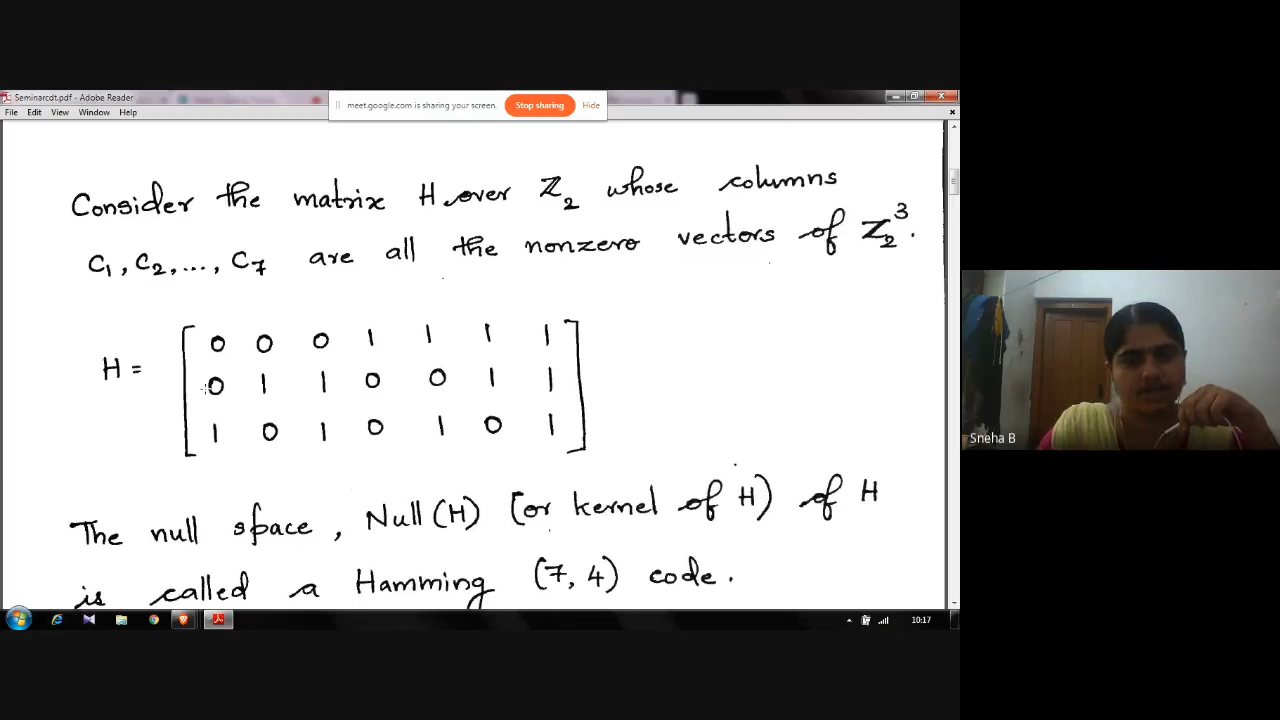 Seminarcdt.pdf - Adobe Reader
File Edit View Window Help
meet.google.com is sharing your screen. Stop sharing Hide
Consider the matrix H over ℤ₂ whose columns
C₁, C₂, ..., C₇ are all the nonzero vectors of ℤ₂³.
H = [ 0 0 0 1 1 1 1
0 1 1 0 0 1 1
1 0 1 0 1 0 1 ]
The null space, Null(H) (or kernel of H) of H
is called a Hamming (7, 4) code.
Sneha B
10:17